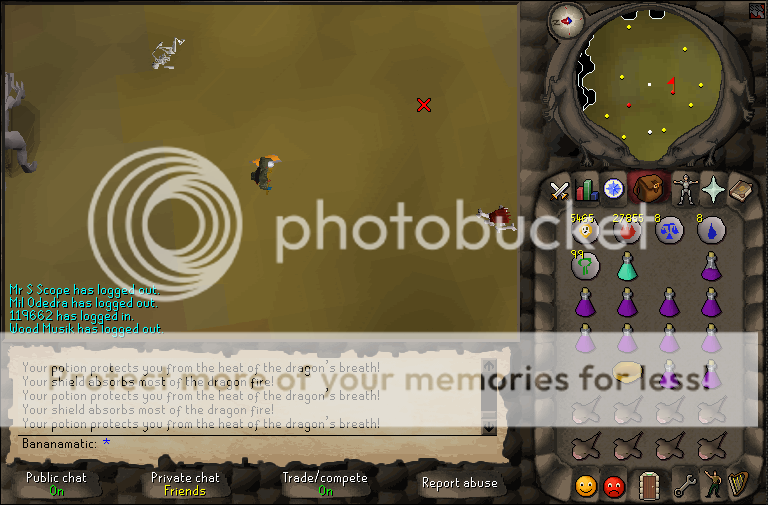 N
5465 27855 8 8
99
photobucket
Mr S Scope has logged out.
Mil Odedra has logged out.
119662 has logged in.
Wood Musik has logged out.
Protect more of your memories for less!
Your potion protects you from the heat of the dragon's breath!
Your shield absorbs most of the dragon fire!
Your potion protects you from the heat of the dragon's breath!
Your shield absorbs most of the dragon fire!
Your potion protects you from the heat of the dragon's breath!
Bananamatic: *
Public chat Private chat Trade/compete Report abuse
On Friends On